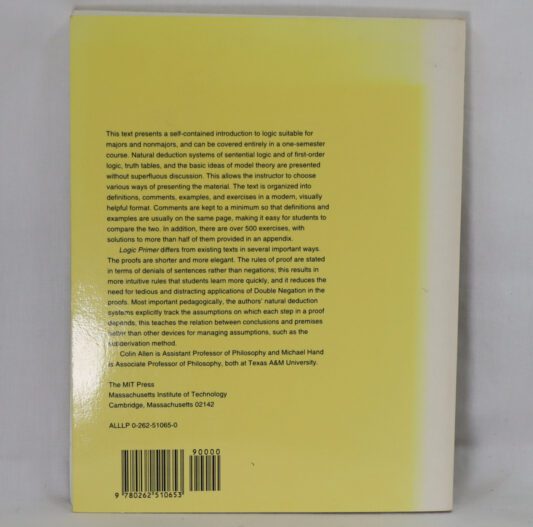 This text presents a self-contained introduction to logic suitable for
majors and nonmajors, and can be covered entirely in a one-semester
course. Natural deduction systems of sentential logic and of first-order
logic, truth tables, and the basic ideas of model theory are presented
without superfluous discussion. This allows the instructor to choose
various ways of presenting the material. The text is organized into
definitions, comments, examples, and exercises in a modern, visually
helpful format. Comments are kept to a minimum so that definitions and
examples are usually on the same page, making it easy for students to
compare the two. In addition, there are over 500 exercises, with
solutions to more than half of them provided in an appendix.
Logic Primer differs from existing texts in several important ways.
The proofs are shorter and more elegant. The rules of proof are stated
in terms of denials of sentences rather than negations; this results in
more intuitive rules that students learn more quickly, and it reduces the
need for tedious and distracting applications of Double Negation in the
proofs. Most important pedagogically, the authors' natural deduction
systems explicitly track the assumptions on which each step in a proof
depends; this teaches the relation between conclusions and premises
better than other devices for managing assumptions, such as the
subderivation method.
Colin Allen is Assistant Professor of Philosophy and Michael Hand
is Associate Professor of Philosophy, both at Texas A&M University.
The MIT Press
Massachusetts Institute of Technology
Cambridge, Massachusetts 02142
ALLLP 0-262-51065-0
90000
9 780262 510653